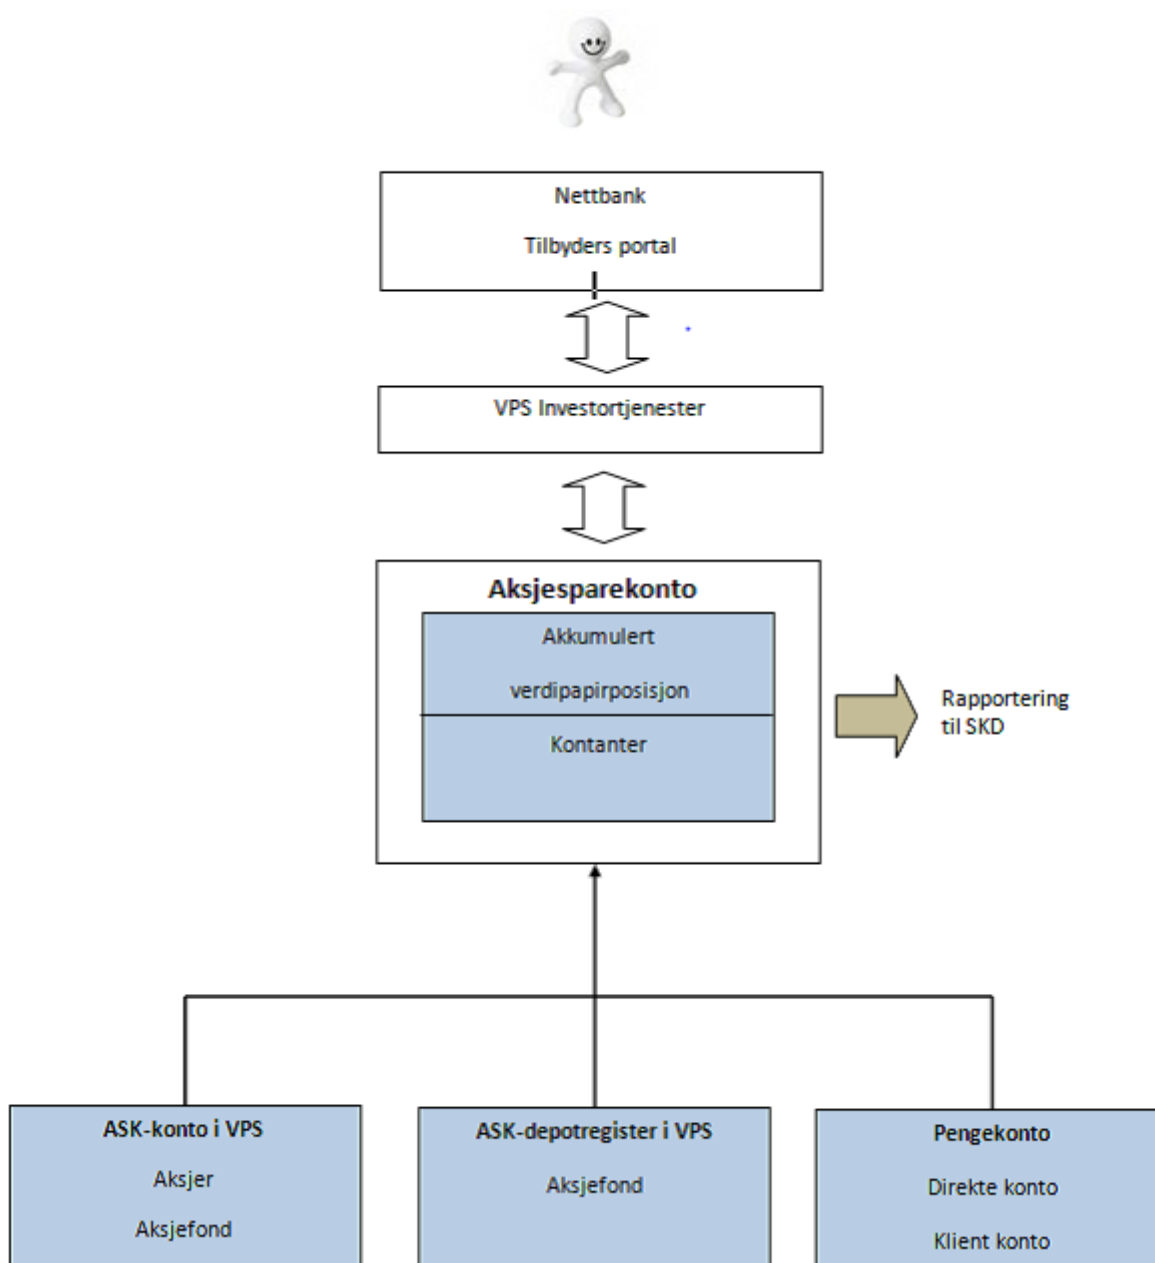 Nettbank
Tilbyders portal
VPS Investortjenester
Aksjesparekonto
Akkumulert
verdipapirposisjon
Kontanter
Rapportering
til SKD
ASK-konto i VPS
Aksjer
Aksjefond
ASK-depotregister i VPS
Aksjefond
Pengekonto
Direkte konto
Klient konto